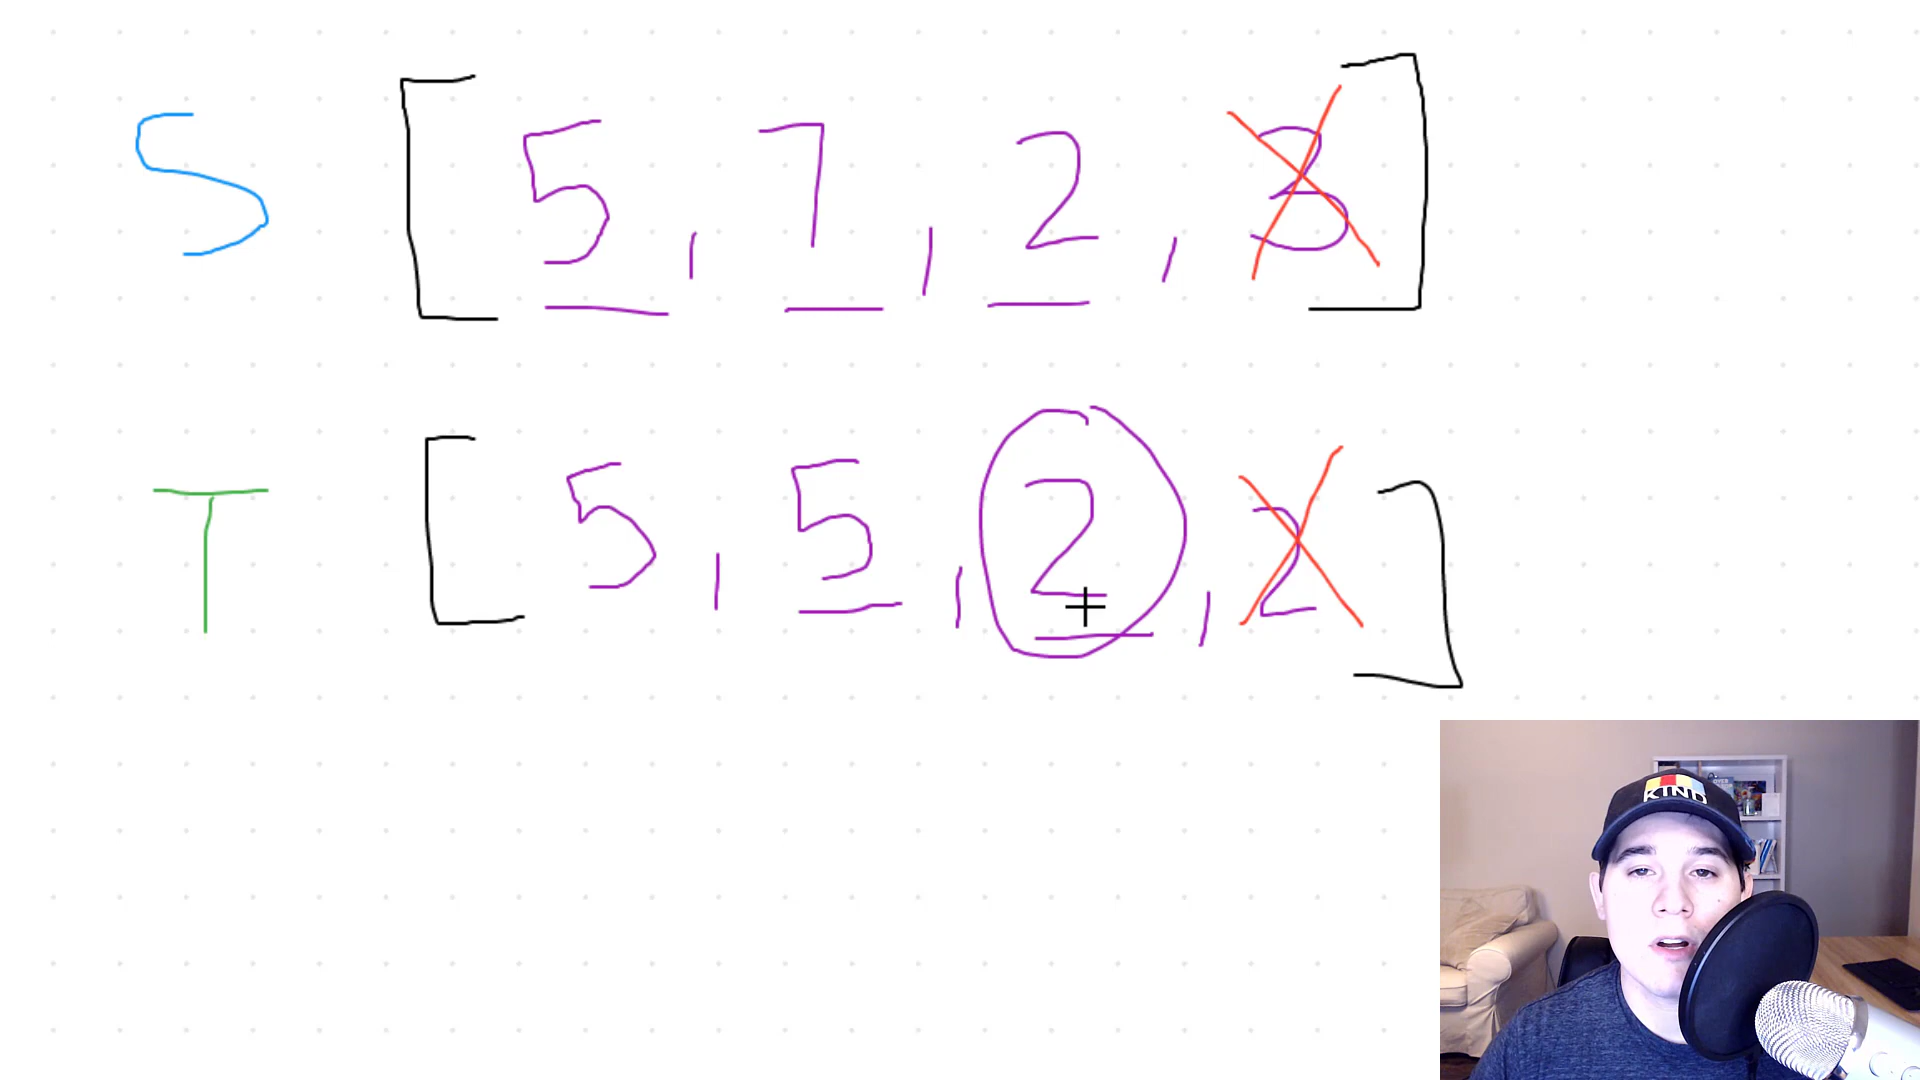 S [5, 7, 2, 3]
T [5, 5, 2, 2]
KIND